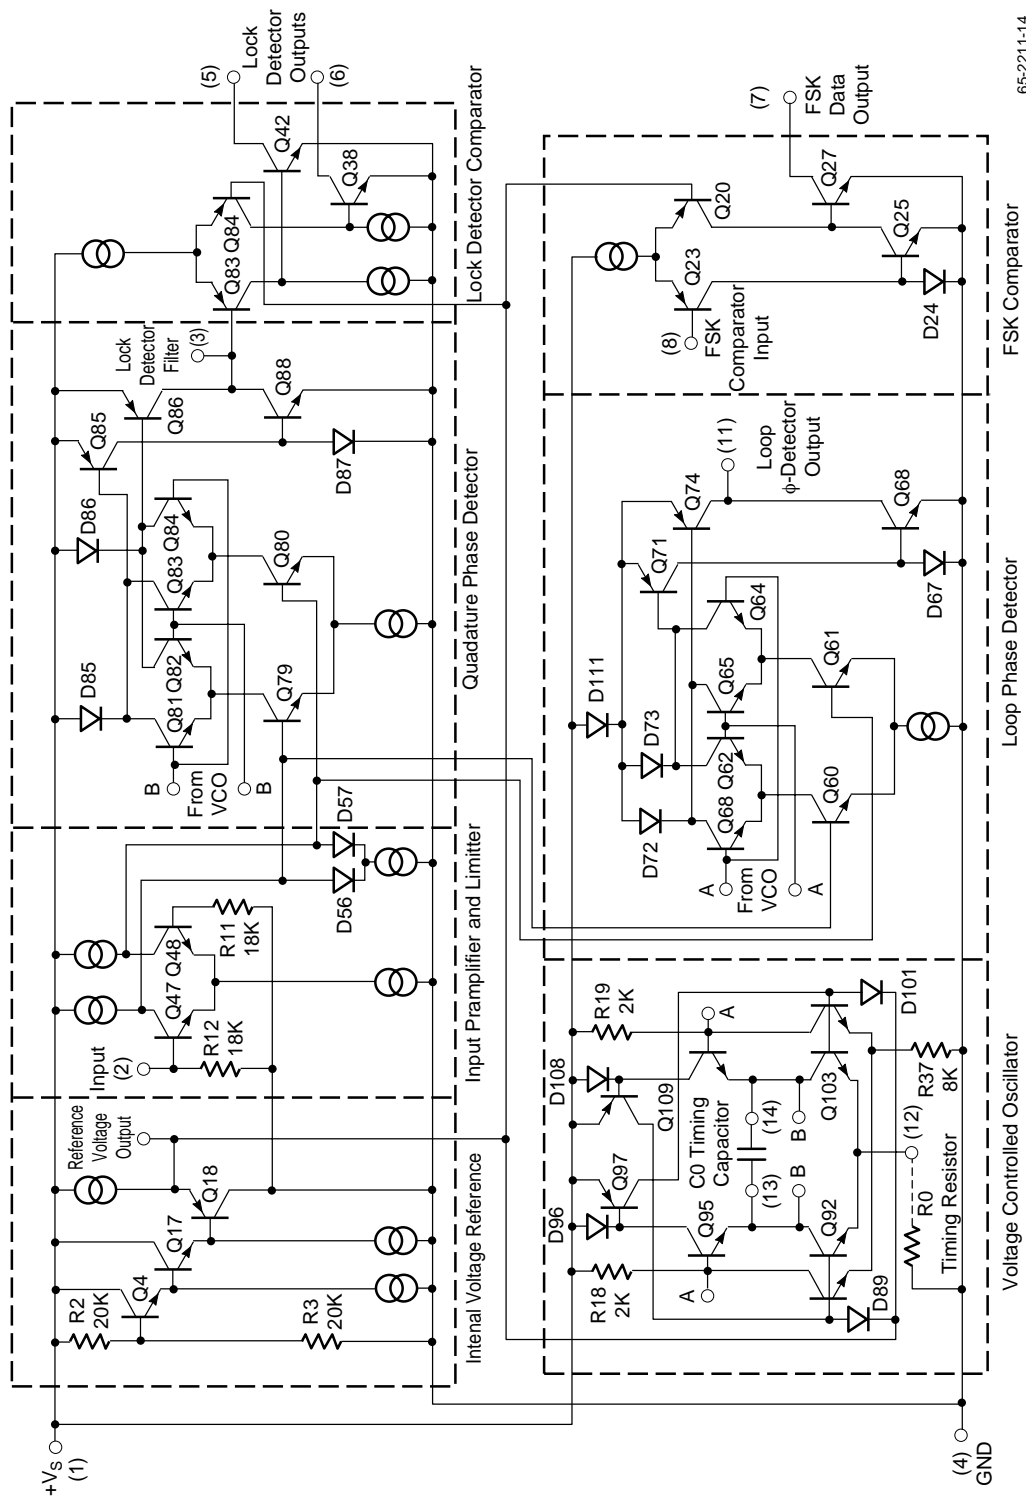 +VS
(1)
R2
20K
R3
20K
Q4
Q17
Q18
Reference
Voltage
Output
Intenal Voltage Reference
Input
(2)
R12
18K
Q47
Q48
R11
18K
D56
D57
Input Pramplifier and Limitter
B
From
VCO
B
D85
Q81
Q82
Q83
Q84
D86
Q79
Q80
Q85
Q86
D87
Q88
Lock
Detector
Filter
(3)
Quadature Phase Detector
Q83
Q84
Q42
Q38
Lock Detector Comparator
(5)
Lock
Detector
Outputs
(6)
(4)
GND
R18
2K
D96
Q97
Q95
A
D108
Q109
R19
2K
A
C0 Timing
Capacitor
(13)
(14)
B
B
Q92
Q103
D89
D101
R37
8K
(12)
R0
Timing Resistor
Voltage Controlled Oscillator
A
From
VCO
A
D72
D73
D111
Q68
Q62
Q65
Q64
Q60
Q61
Q71
Q74
D67
Q68
(11)
Loop
ϕ-Detector
Output
Loop Phase Detector
(8)
FSK
Comparator
Input
Q23
Q20
D24
Q25
Q27
FSK Comparator
(7)
FSK
Data
Output
65-2211-14